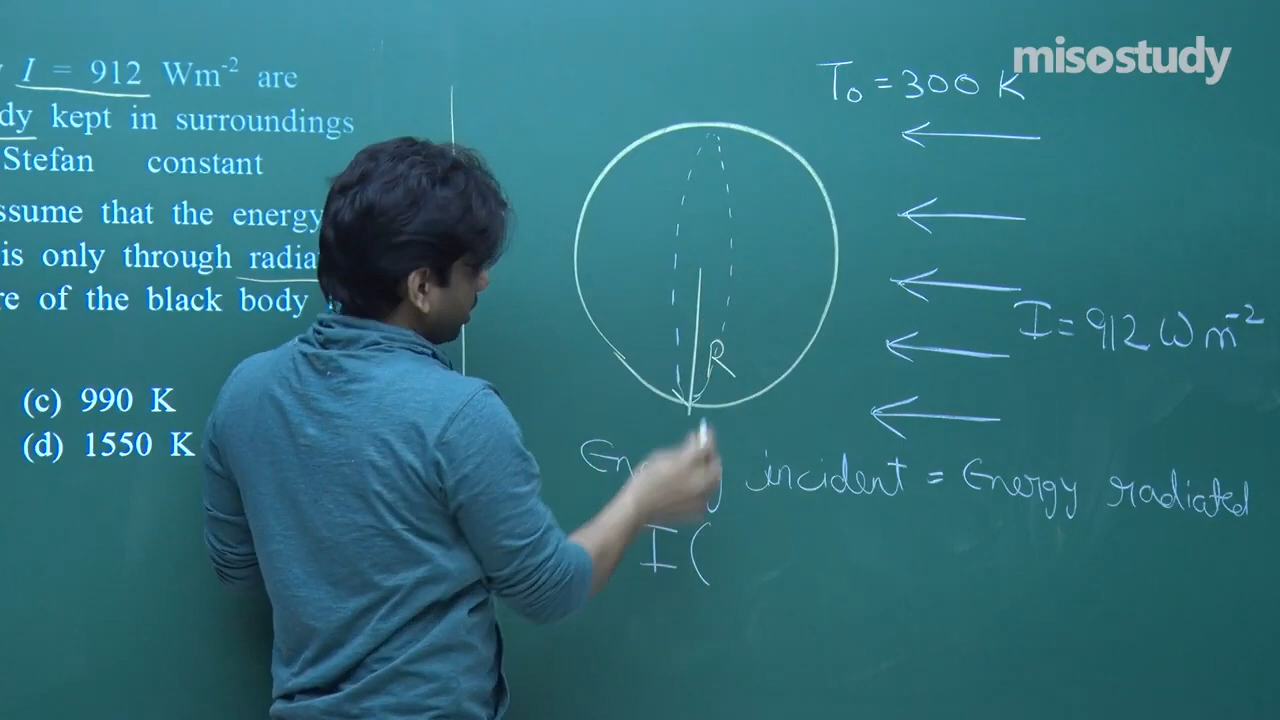 I = 912 Wm-2 are
dy kept in surroundings
Stefan constant
ssume that the energy
is only through radia
re of the black body
(c) 990 K
(d) 1550 K
misostudy
T₀ = 300 K
R
I = 912 W m⁻²
incident = Energy radiated
I (